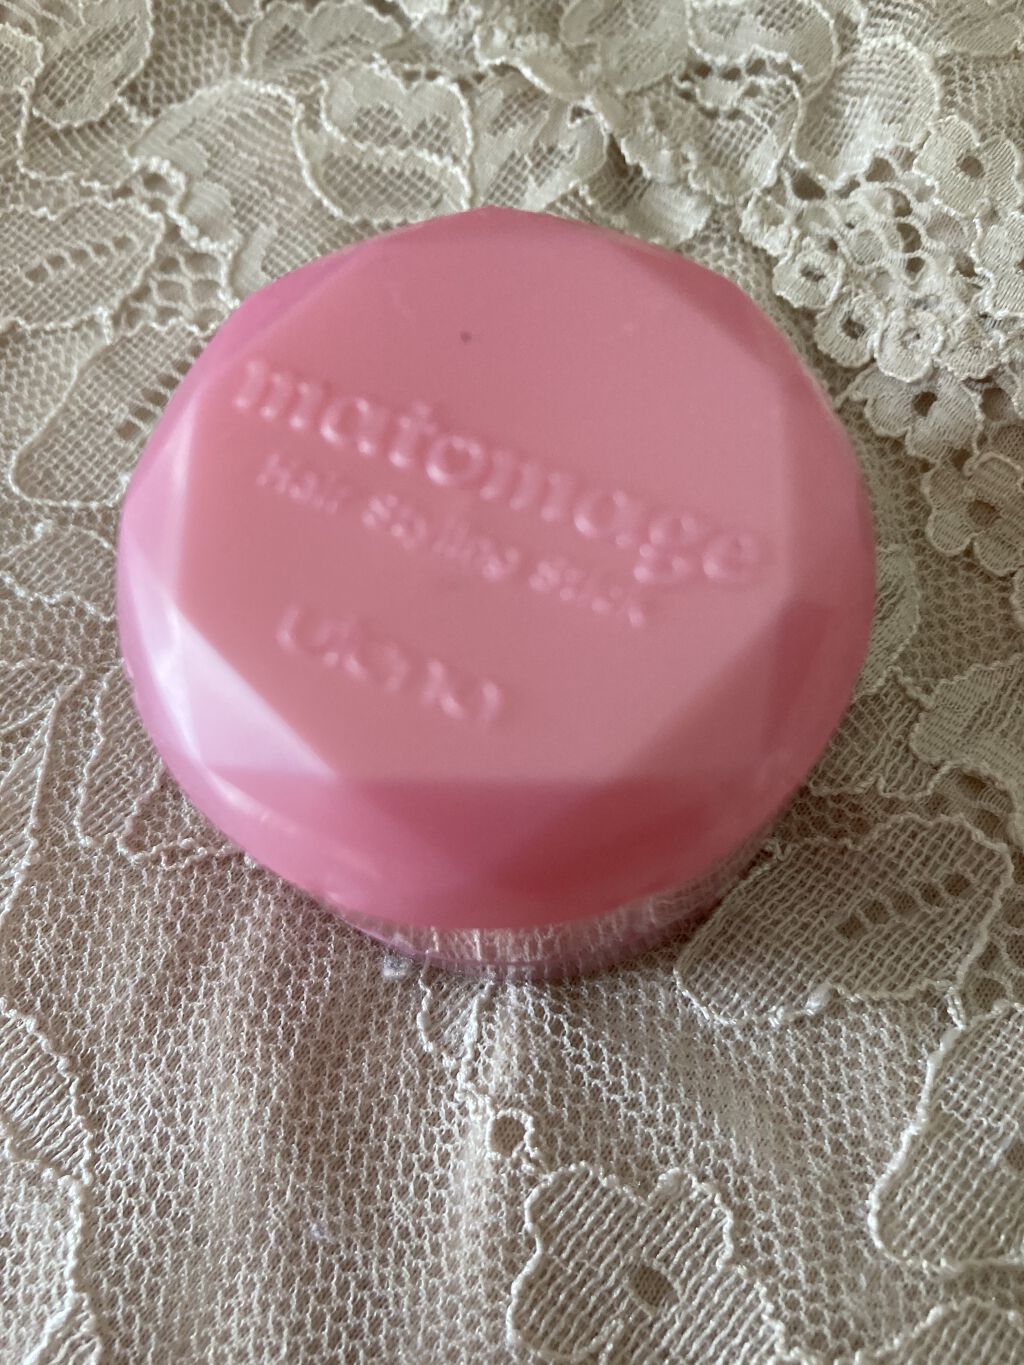 matomage
Hair styling stick
utena